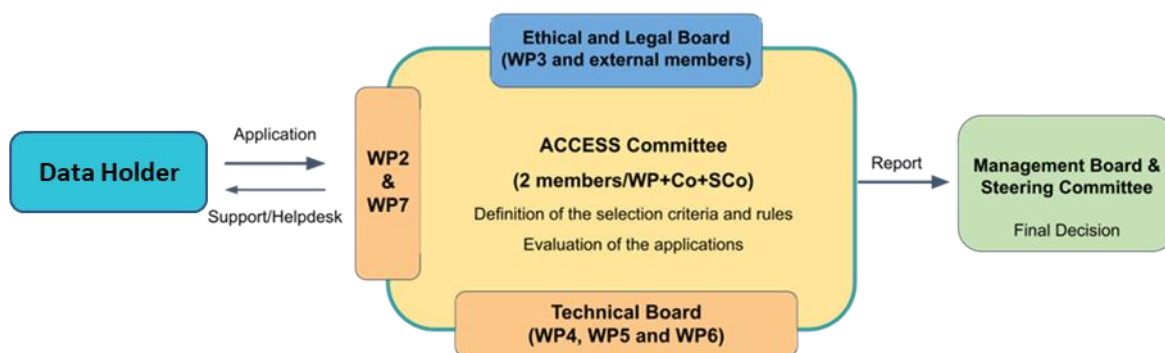 Data Holder
Application
Support/Helpdesk
WP2
&
WP7
Ethical and Legal Board
(WP3 and external members)
ACCESS Committee
(2 members/WP+Co+SCo)
Definition of the selection criteria and rules
Evaluation of the applications
Technical Board
(WP4, WP5 and WP6)
Report
Management Board &
Steering Committee
Final Decision